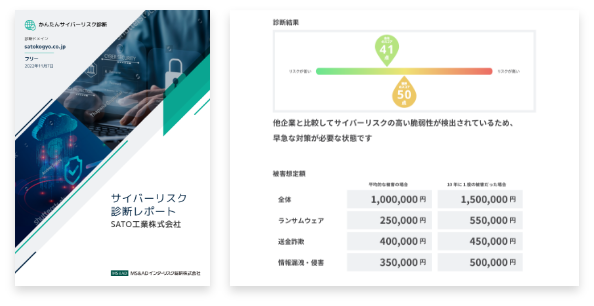 かんたんサイバーリスク診断
診断ドメイン
satokogyo.co.jp
フリー
2022年11月7日
サイバーリスク
診断レポート
SATO工業株式会社
MS&AD MS&ADインターリスク総研株式会社
診断結果
41
点
リスクが低い
リスクが高い
50
点
他企業と比較してサイバーリスクの高い脆弱性が検出されているため、
早急な対策が必要な状態です
被害想定額
平均的な被害の場合 10年に1度の被害だった場合
全体 1,000,000円 1,500,000円
ランサムウェア 250,000円 550,000円
送金詐欺 400,000円 450,000円
情報漏洩・侵害 350,000円 500,000円